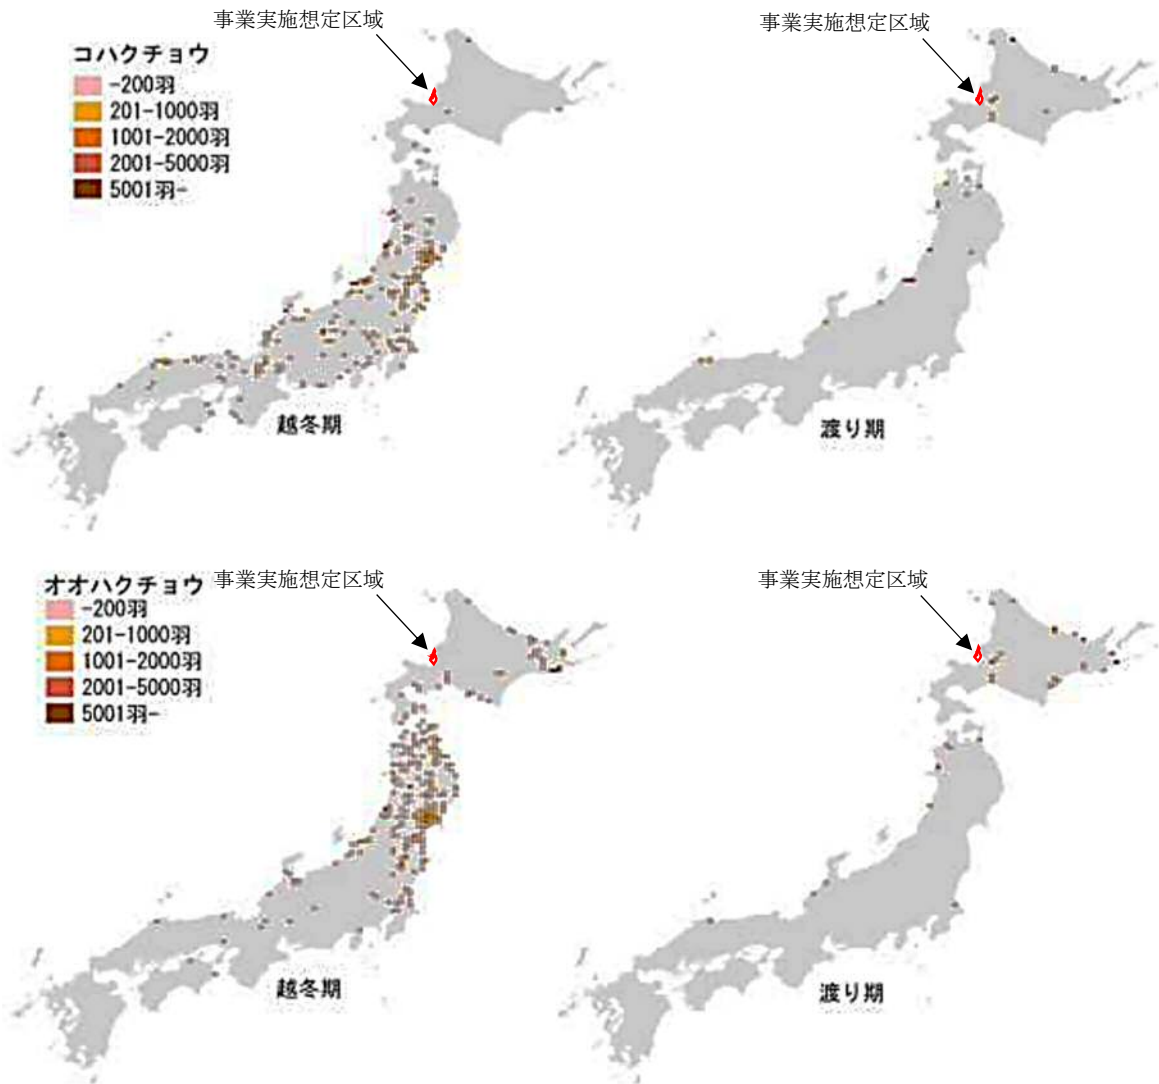 事業実施想定区域
事業実施想定区域
コハクチョウ
-200羽
201-1000羽
1001-2000羽
2001-5000羽
5001羽-
越冬期
渡り期
オオハクチョウ
事業実施想定区域
事業実施想定区域
-200羽
201-1000羽
1001-2000羽
2001-5000羽
5001羽-
越冬期
渡り期